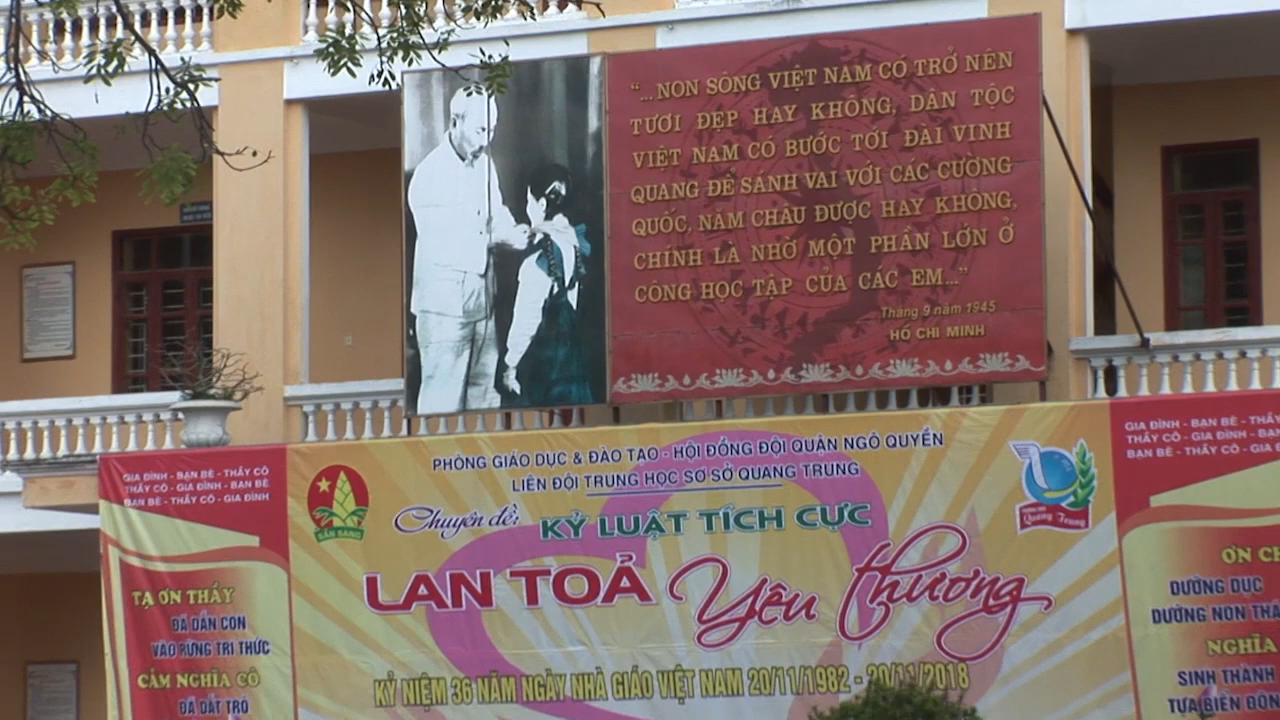 “...NON SÔNG VIỆT NAM CÓ TRỞ NÊN
TƯƠI ĐẸP HAY KHÔNG, DÂN TỘC
VIỆT NAM CÓ BƯỚC TỚI ĐÀI VINH
QUANG ĐỂ SÁNH VAI VỚI CÁC CƯỜNG
QUỐC, NĂM CHÂU ĐƯỢC HAY KHÔNG,
CHÍNH LÀ NHỜ MỘT PHẦN LỚN Ở
CÔNG HỌC TẬP CỦA CÁC EM...”
Tháng 9 năm 1945
HỒ CHÍ MINH
GIA ĐÌNH - BẠN BÈ - THẦY CÔ
THẦY CÔ - GIA ĐÌNH - BẠN BÈ
BẠN BÈ - THẦY CÔ - GIA ĐÌNH
TẠ ƠN THẦY
ĐÃ DẪN CON
VÀO RỪNG TRI THỨC
CẢM NGHĨA CÔ
ĐÃ DẮT TRÒ
SẴN SÀNG
PHÒNG GIÁO DỤC & ĐÀO TẠO - HỘI ĐỒNG ĐỘI QUẬN NGÔ QUYỀN
LIÊN ĐỘI TRUNG HỌC SƠ SỞ QUANG TRUNG
Chuyên đề:
KỶ LUẬT TÍCH CỰC
LAN TOẢ Yêu thương
KỶ NIỆM 36 NĂM NGÀY NHÀ GIÁO VIỆT NAM 20/11/1982 - 20/11/2018
Quang Trung
GIA ĐÌNH - BẠN BÈ - THẦY CÔ
THẦY CÔ - GIA ĐÌNH - BẠN BÈ
BẠN BÈ - THẦY CÔ - GIA ĐÌNH
ƠN CH
DƯỠNG DỤC
DƯỠNG NON THÁ
NGHĨA
SINH THÀNH
TỰA BIỂN ĐÔN